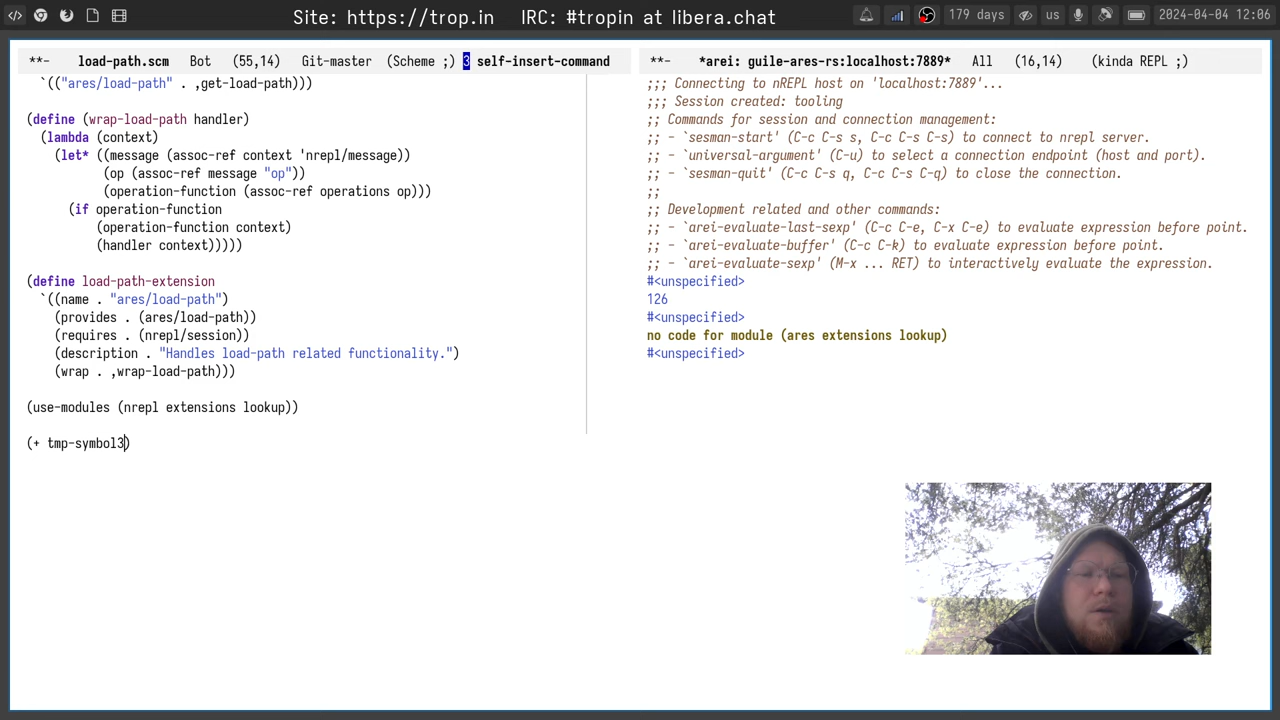 Site: https://trop.in IRC: #tropin at libera.chat
179 days us 2024-04-04 12:06
**- load-path.scm Bot (55,14) Git-master (Scheme ;) 3 self-insert-command
`(("ares/load-path" . ,get-load-path)))
(define (wrap-load-path handler)
(lambda (context)
(let* ((message (assoc-ref context 'nrepl/message))
(op (assoc-ref message "op"))
(operation-function (assoc-ref operations op)))
(if operation-function
(operation-function context)
(handler context)))))
(define load-path-extension
`((name . "ares/load-path")
(provides . (ares/load-path))
(requires . (nrepl/session))
(description . "Handles load-path related functionality.")
(wrap . ,wrap-load-path)))
(use-modules (nrepl extensions lookup))
(+ tmp-symbol3)
**- *arei: guile-ares-rs:localhost:7889* All (16,14) (kinda REPL ;)
;;; Connecting to nREPL host on 'localhost:7889'...
;;; Session created: tooling
;; Commands for session and connection management:
;; - `sesman-start' (C-c C-s s, C-c C-s C-s) to connect to nrepl server.
;; - `universal-argument' (C-u) to select a connection endpoint (host and port).
;; - `sesman-quit' (C-c C-s q, C-c C-s C-q) to close the connection.
;;
;; Development related and other commands:
;; - `arei-evaluate-last-sexp' (C-c C-e, C-x C-e) to evaluate expression before point.
;; - `arei-evaluate-buffer' (C-c C-k) to evaluate expression before point.
;; - `arei-evaluate-sexp' (M-x ... RET) to interactively evaluate the expression.
#<unspecified>
126
#<unspecified>
no code for module (ares extensions lookup)
#<unspecified>